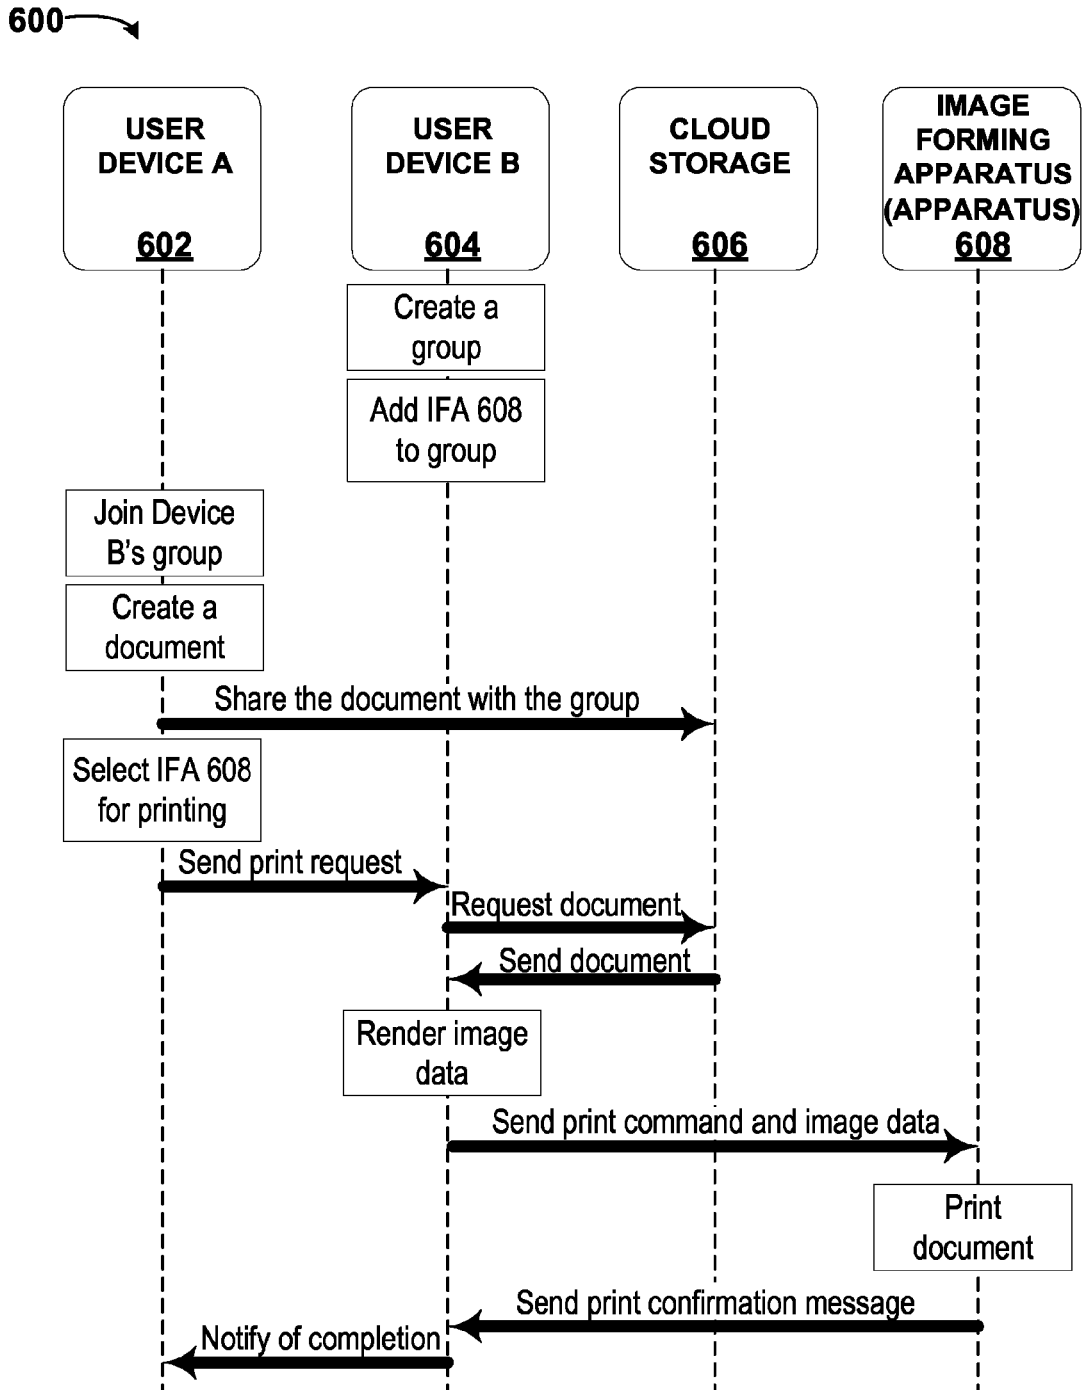 600
USER
DEVICE A
602
USER
DEVICE B
604
CLOUD
STORAGE
606
IMAGE
FORMING
APPARATUS
(APPARATUS)
608
Create a
group
Add IFA 608
to group
Join Device
B's group
Create a
document
Share the document with the group
Select IFA 608
for printing
Send print request
Request document
Send document
Render image
data
Send print command and image data
Print
document
Send print confirmation message
Notify of completion